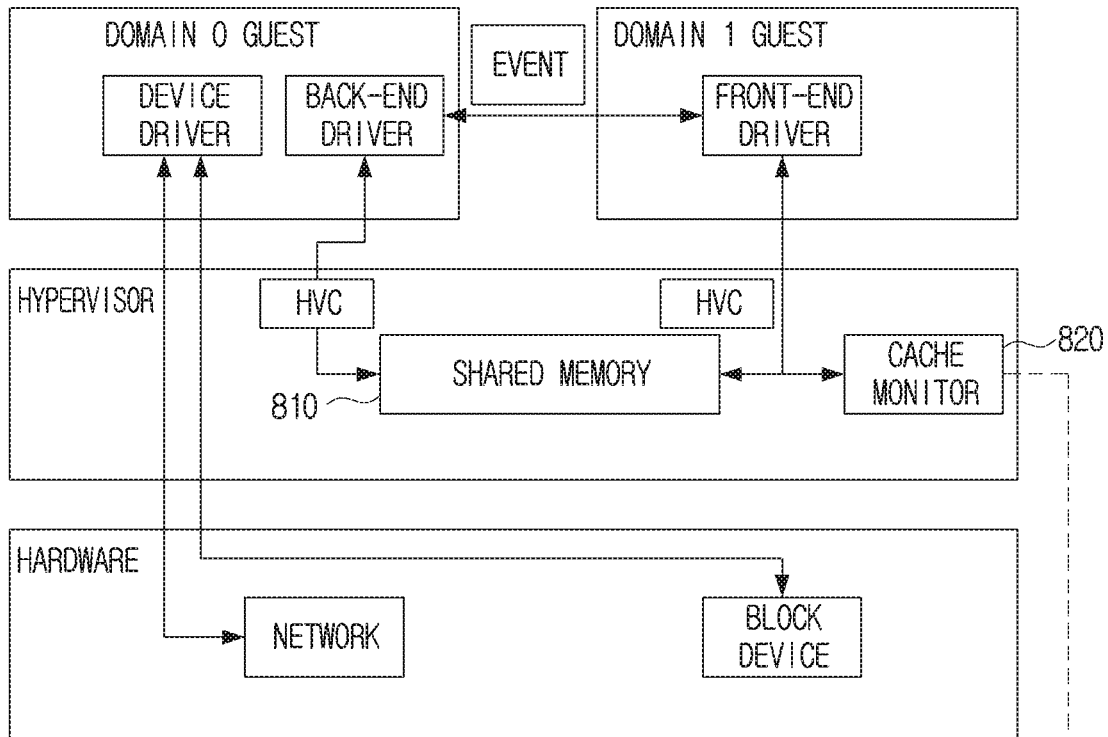 DOMAIN 0 GUEST
EVENT
DOMAIN 1 GUEST
DEVICE
DRIVER
BACK-END
DRIVER
FRONT-END
DRIVER
HYPERVISOR
HVC
HVC
SHARED MEMORY
CACHE
MONITOR
820
810
HARDWARE
NETWORK
BLOCK
DEVICE